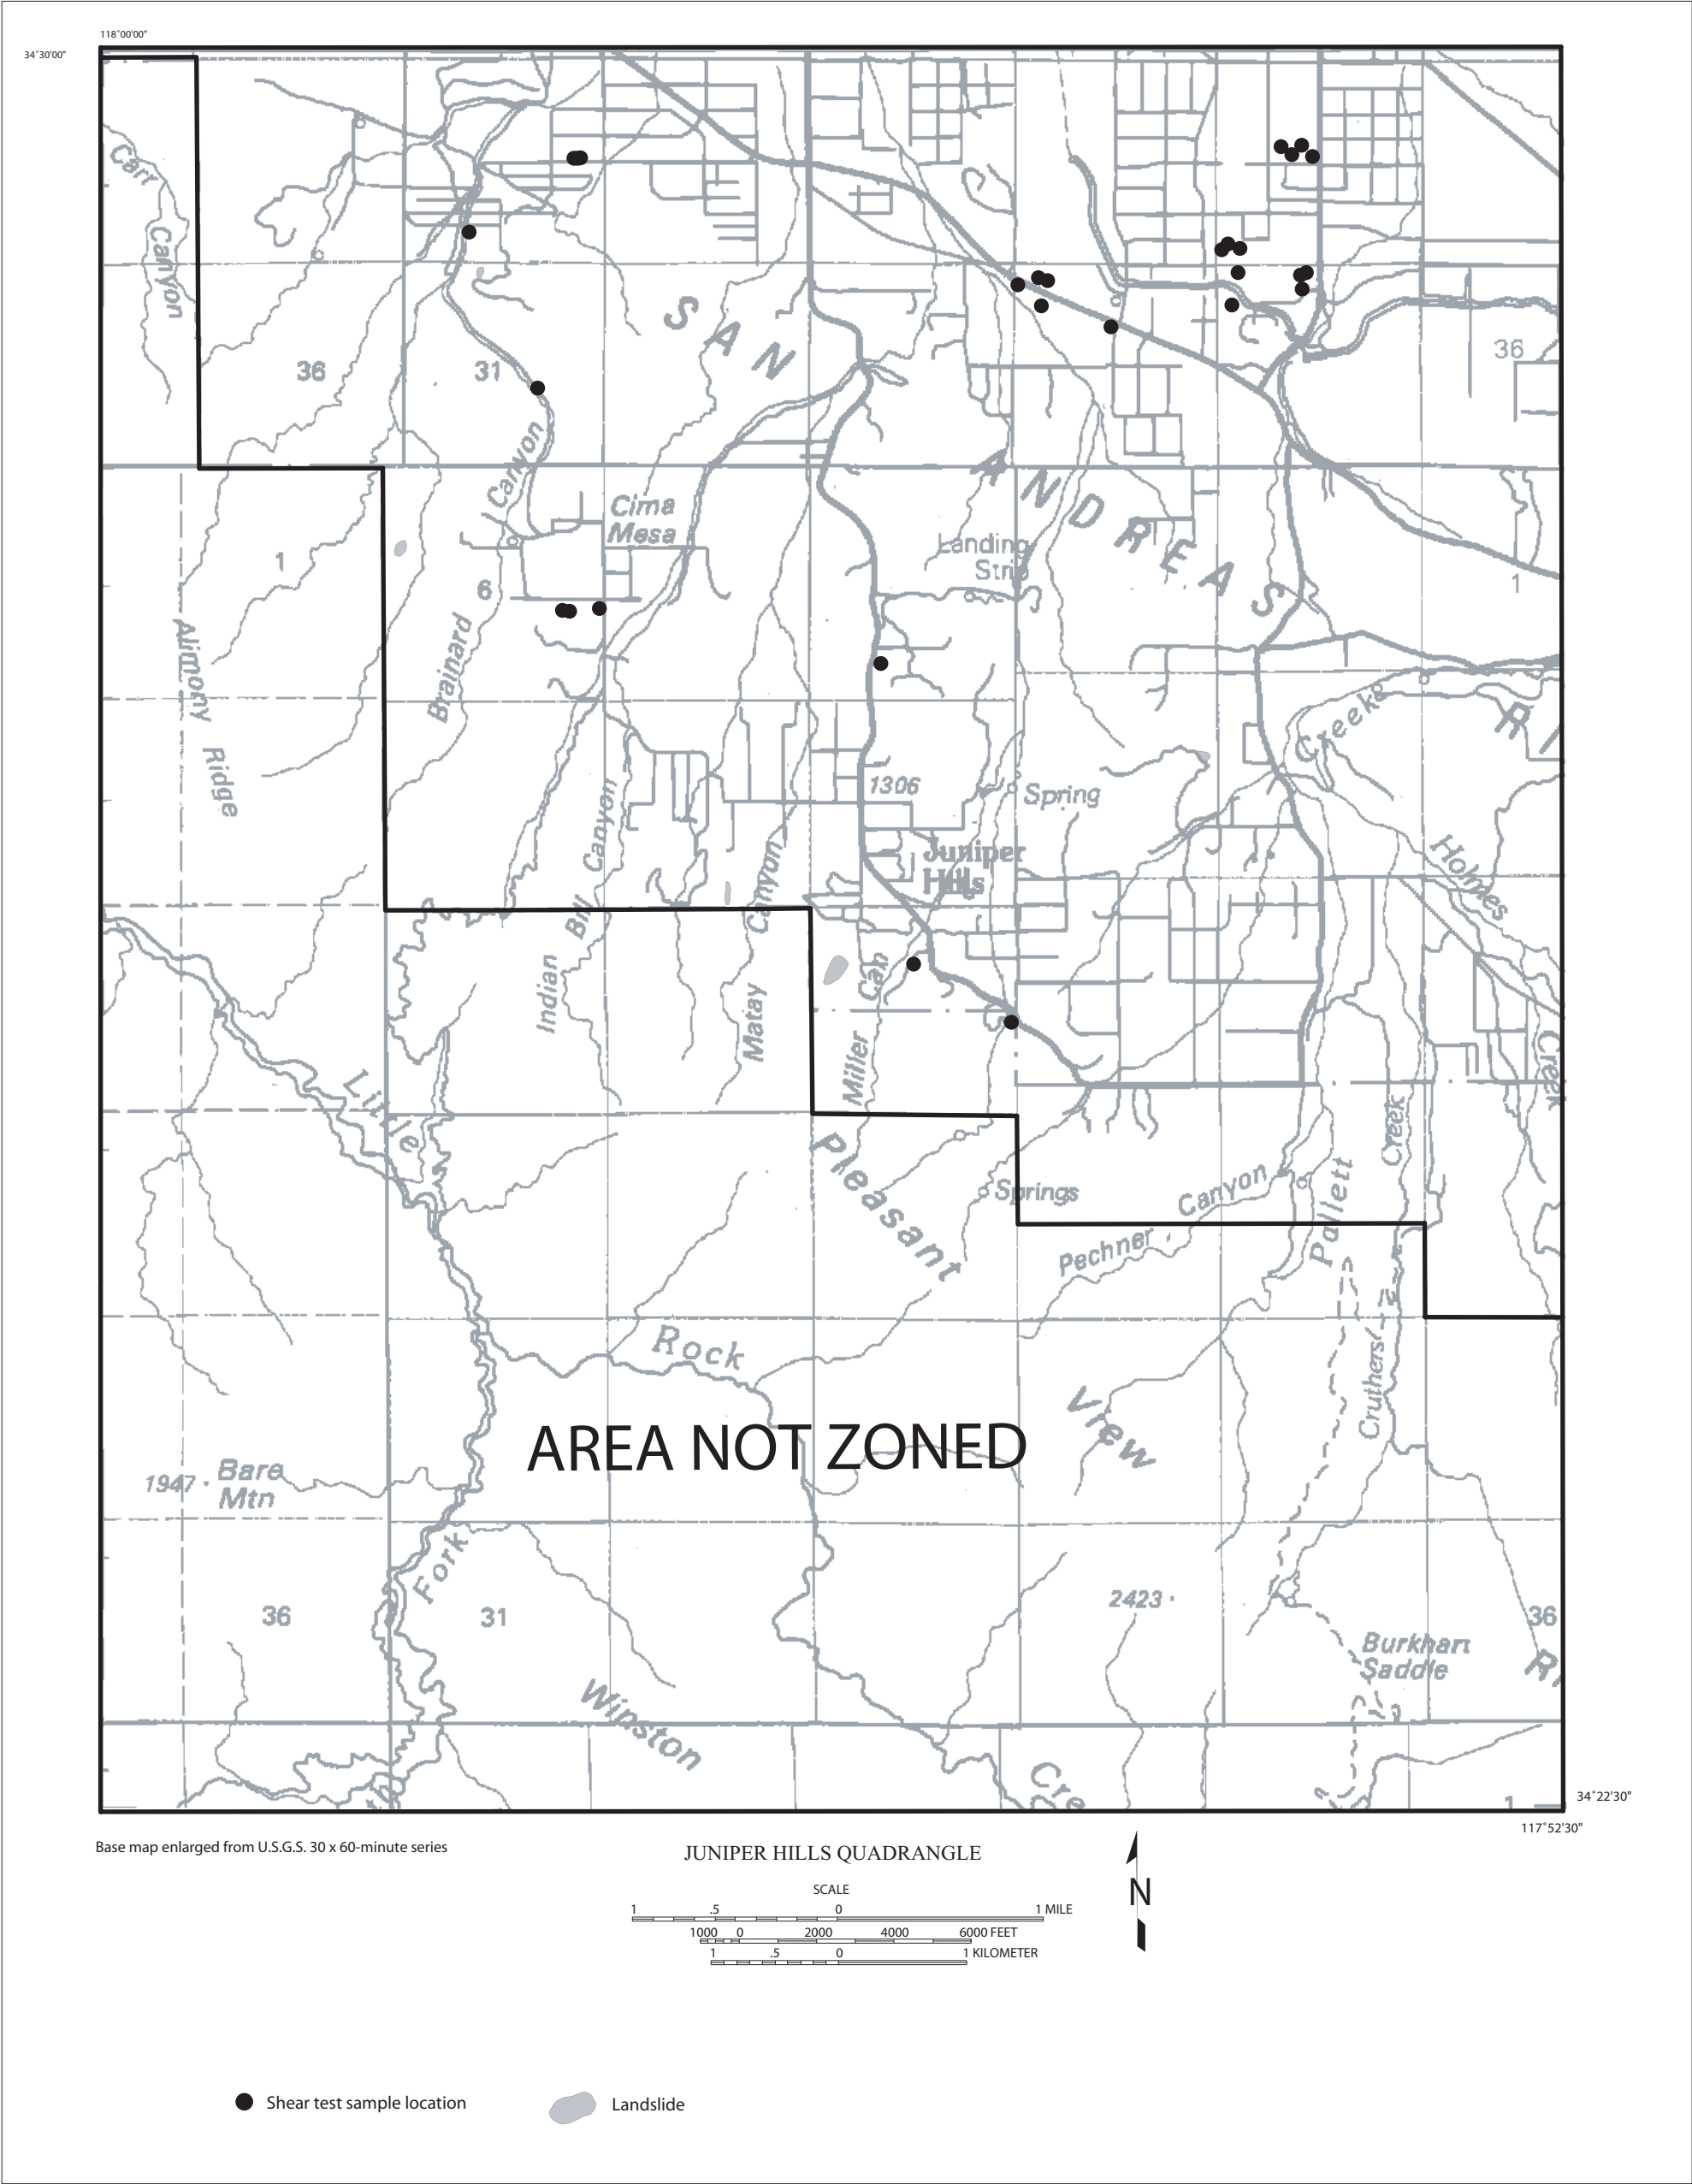 118˚00'00"
34˚30'00"
Carr
Canyon
S A N
36
31
36
Canyon
Cima
Mesa
A N D R E A S
Landing
Strip
1
6
1
Alimony
Ridge
Brainard
Creek
R
1306
Spring
Juniper
Hills
Holmes
Canyon
Bill
Canyon
Indian
Matay
Can
Miller
Little
Creek
Creek
Pleasant
Springs
Canyon
Pechner
Pallett
Rock
Cruthers
View
AREA NOT ZONED
1947
Bare
Mtn
Fork
2423
36
31
36
Burkhart
Saddle
Winston
Cre
1
34˚22'30"
117˚52'30"
Base map enlarged from U.S.G.S. 30 x 60-minute series
JUNIPER HILLS QUADRANGLE
SCALE
1 .5 0 1 MILE
1000 0 2000 4000 6000 FEET
1 .5 0 1 KILOMETER
N
Shear test sample location
Landslide